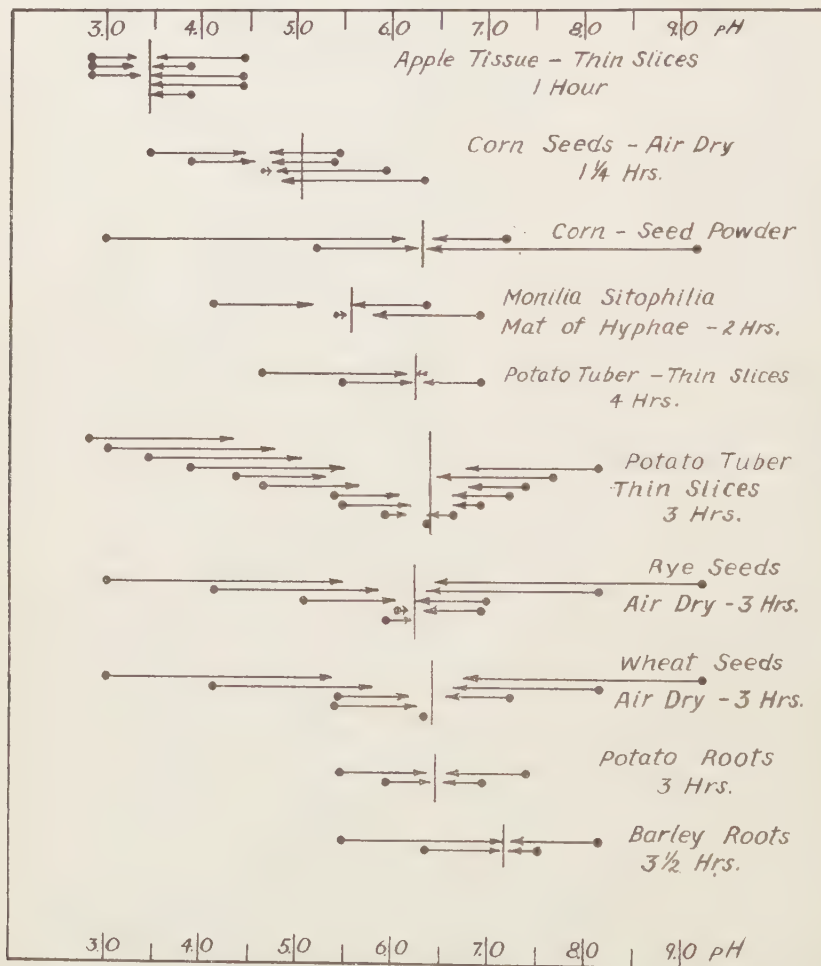 3.0 4.0 5.0 6.0 7.0 8.0 9.0 pH
Apple Tissue - Thin Slices
1 Hour
Corn Seeds - Air Dry
1 1/4 Hrs.
Corn - Seed Powder
Monilia Sitophilia
Mat of Hyphae - 2 Hrs.
Potato Tuber - Thin Slices
4 Hrs.
Potato Tuber
Thin Slices
3 Hrs.
Rye Seeds
Air Dry - 3 Hrs.
Wheat Seeds
Air Dry - 3 Hrs.
Potato Roots
3 Hrs.
Barley Roots
3 1/2 Hrs.
3.0 4.0 5.0 6.0 7.0 8.0 9.0 pH